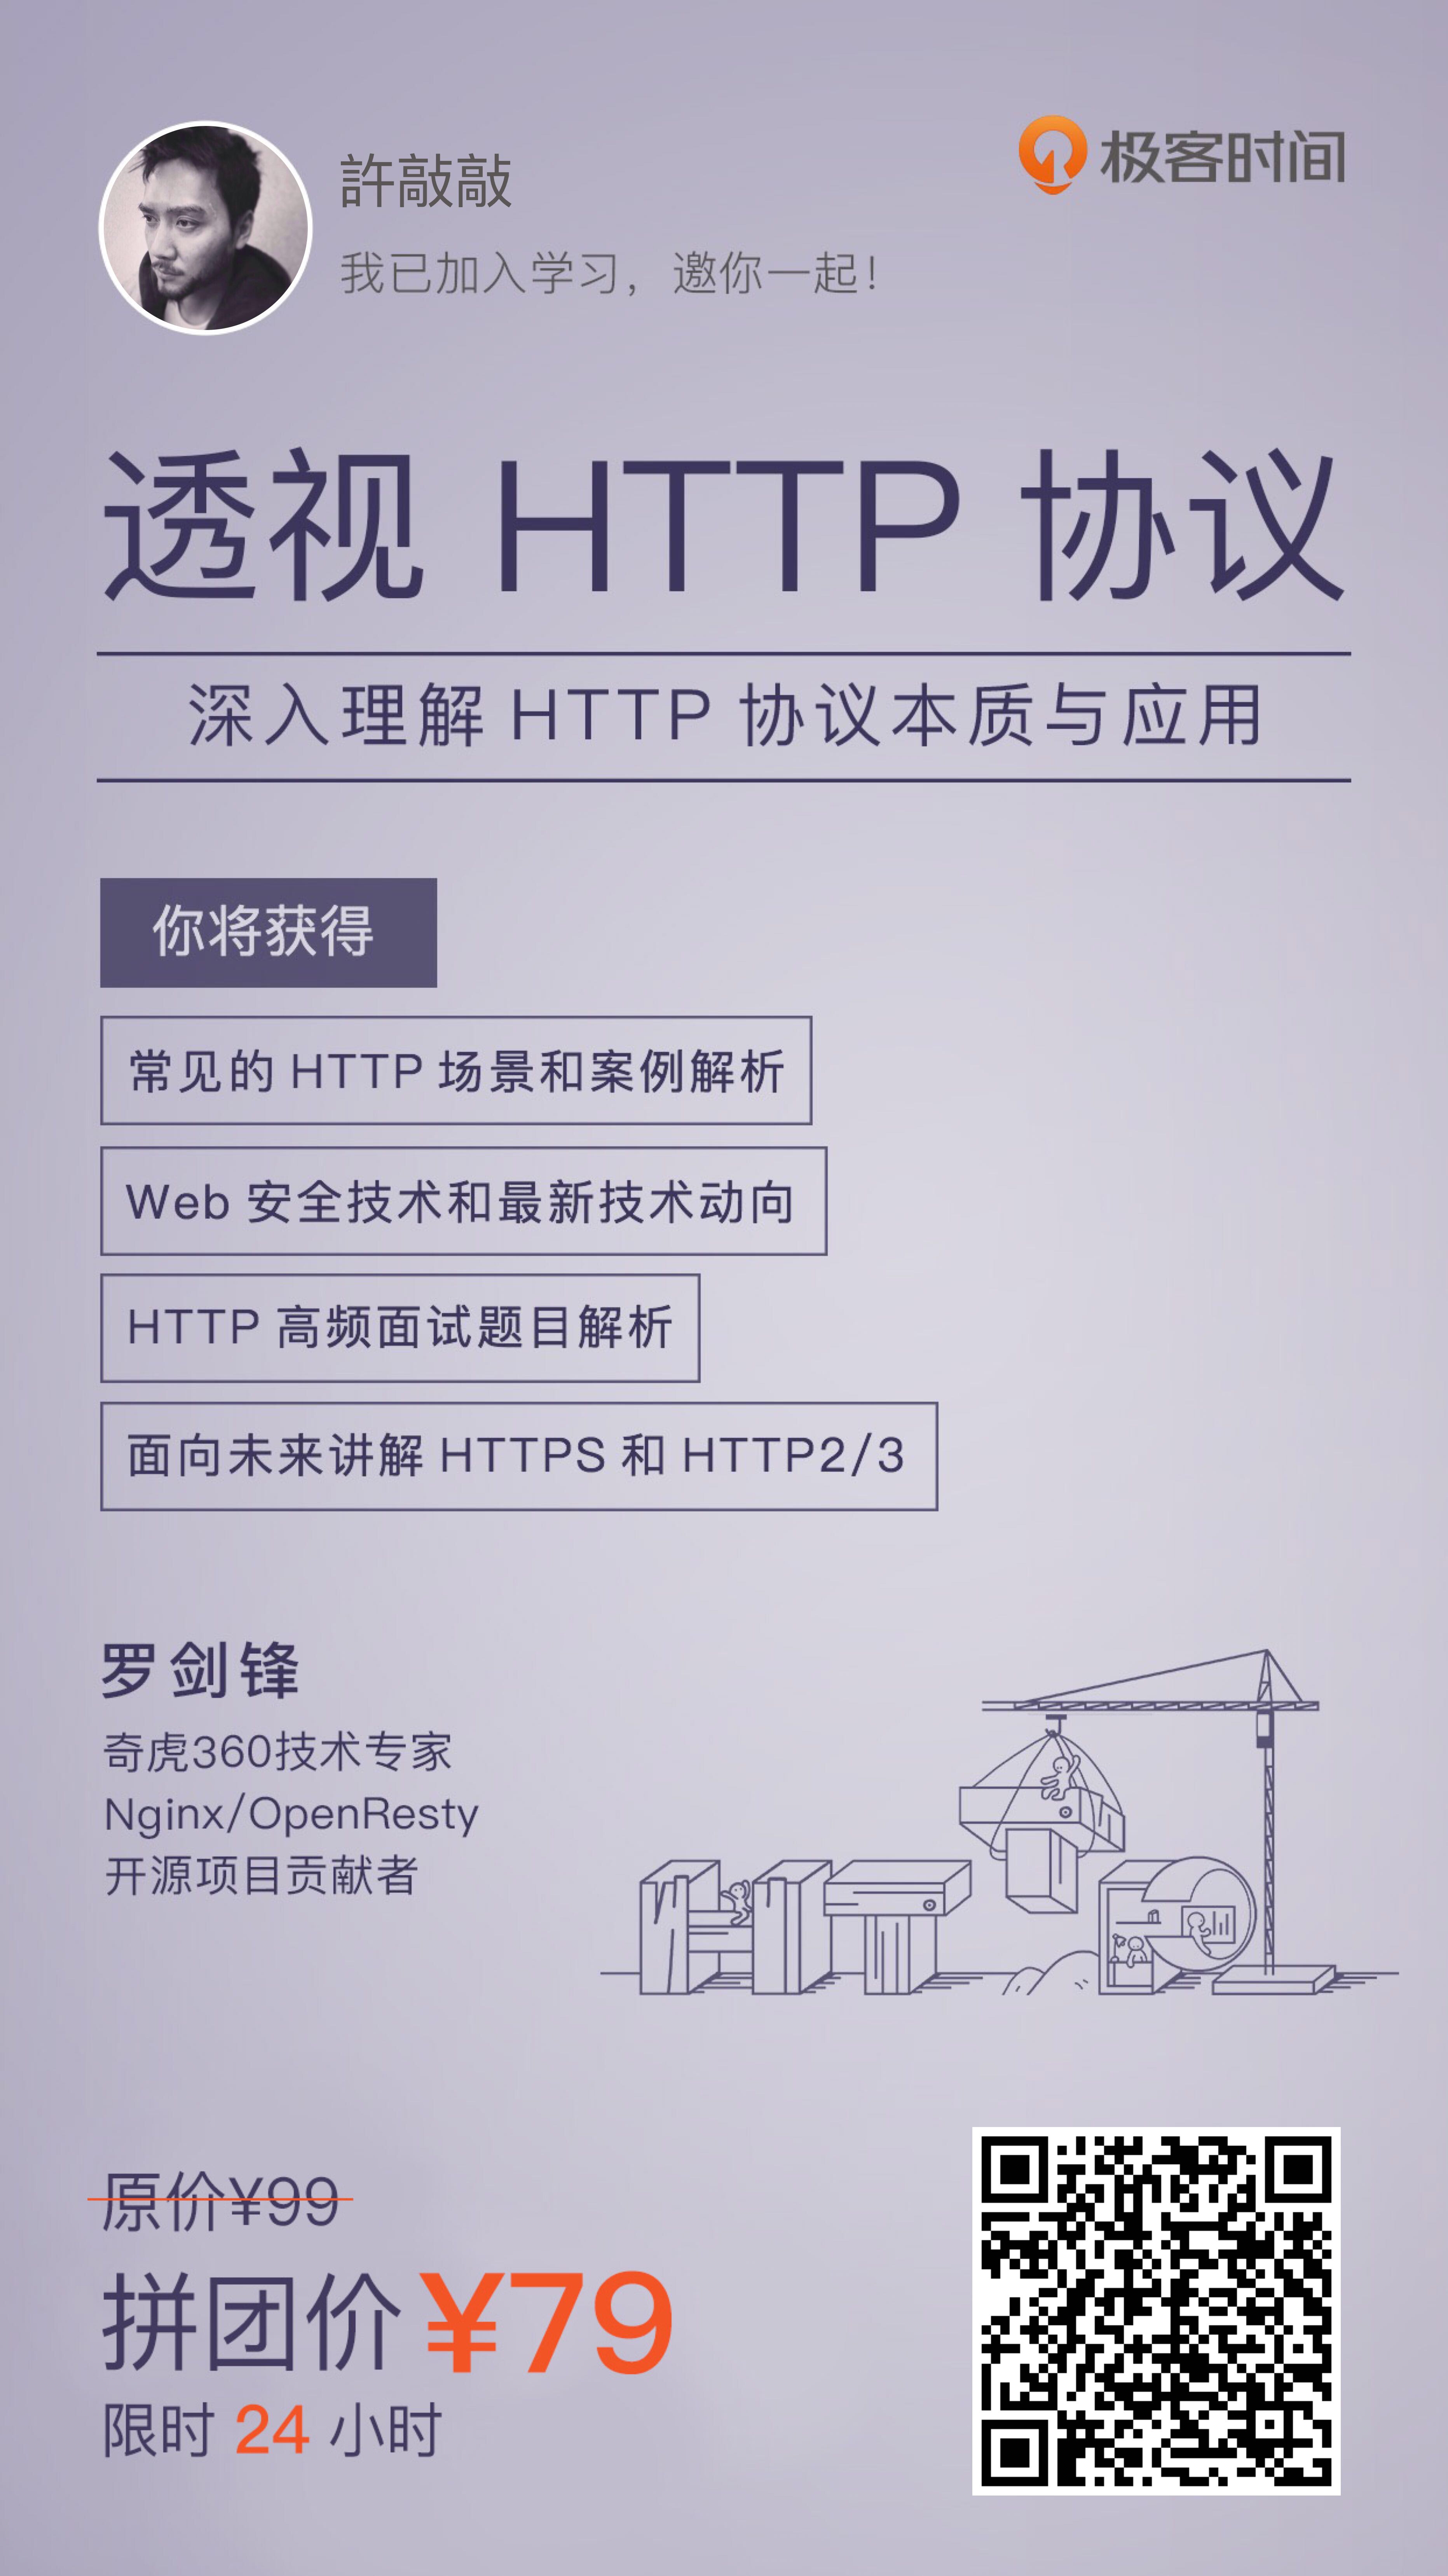 許敲敲
极客时间
我已加入学习，邀你一起！
透视 HTTP 协议
深入理解 HTTP 协议本质与应用
你将获得
常见的 HTTP 场景和案例解析
Web 安全技术和最新技术动向
HTTP 高频面试题目解析
面向未来讲解 HTTPS 和 HTTP2/3
罗剑锋
奇虎360技术专家
Nginx/OpenResty
开源项目贡献者
原价¥99
拼团价¥79
限时 24 小时